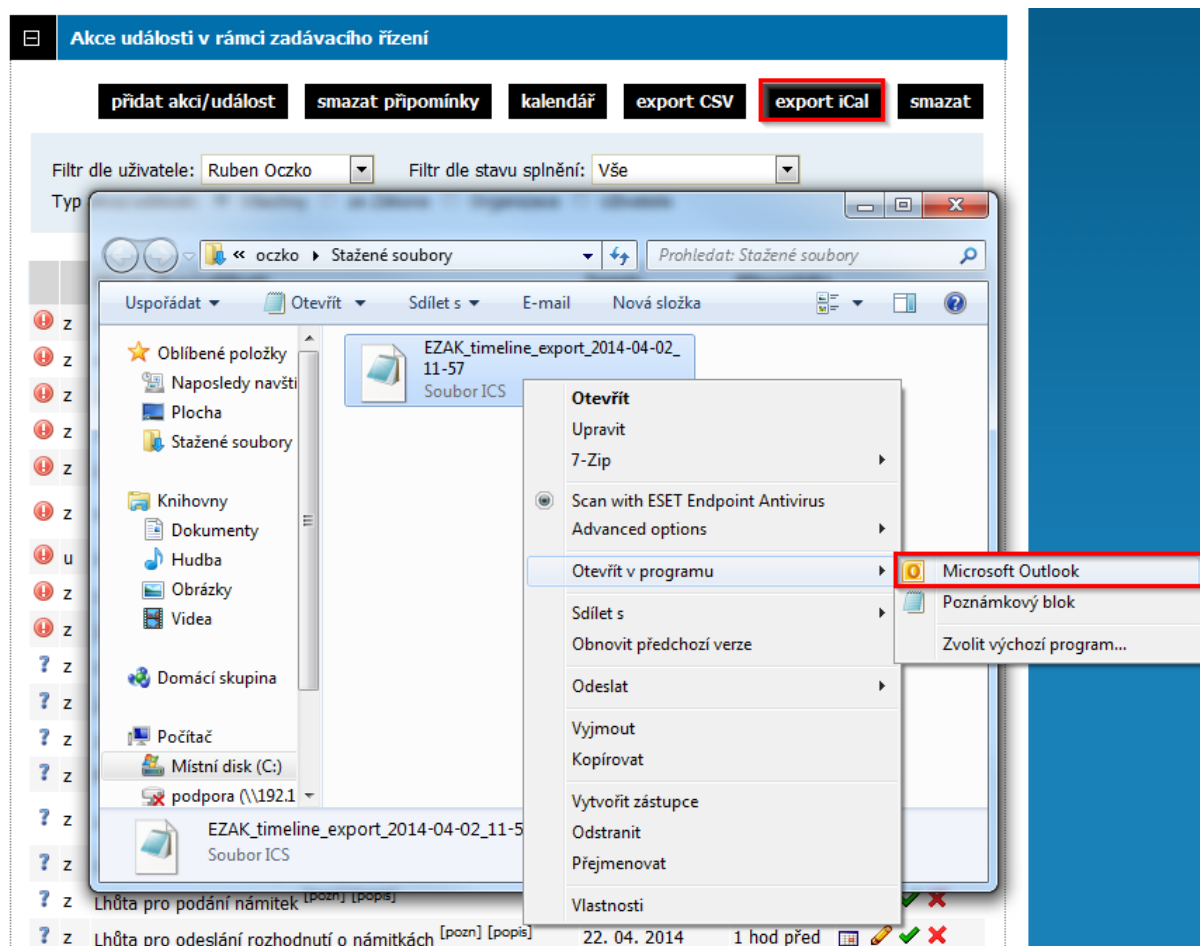 Akce události v rámci zadávacího řízení
přidat akci/událost smazat připomínky kalendář export CSV export iCal smazat
Filtr dle uživatele: Ruben Oczko Filtr dle stavu splnění: Vše
Typ
« oczko Stažené soubory Prohledat: Stažené soubory
Uspořádat Otevřít Sdílet s E-mail Nová složka
Oblíbené položky
Naposledy navšti
Plocha
Stažené soubory
Knihovny
Dokumenty
Hudba
Obrázky
Videa
Domácí skupina
Počítač
Místní disk (C:)
podpora (\\192.1
EZAK_timeline_export_2014-04-02_
11-57
Soubor ICS
Otevřít
Upravit
7-Zip
Scan with ESET Endpoint Antivirus
Advanced options
Otevřít v programu
Sdílet s
Obnovit předchozí verze
Odeslat
Vyjmout
Kopírovat
Vytvořit zástupce
Odstranit
Přejmenovat
Vlastnosti
Microsoft Outlook
Poznámkový blok
Zvolit výchozí program...
EZAK_timeline_export_2014-04-02_11-5
Soubor ICS
z
z
z
z
z
z
u
z
z
z
z
z
z
z
z
z Lhůta pro podání námitek [pozn] [popis]
z Lhůta pro odeslání rozhodnutí o námitkách [pozn] [popis] 22. 04. 2014 1 hod před